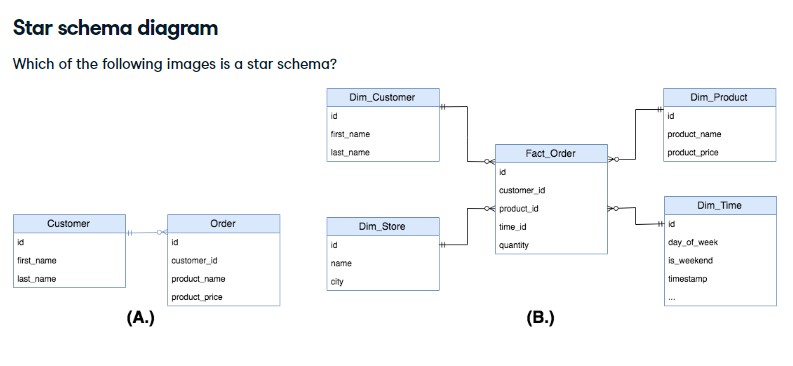 Star schema diagram
Which of the following images is a star schema?
Customer
id
first_name
last_name
Order
id
customer_id
product_name
product_price
(A.)
Dim_Customer
id
first_name
last_name
Dim_Store
id
name
city
Fact_Order
id
customer_id
product_id
time_id
quantity
Dim_Product
id
product_name
product_price
Dim_Time
id
day_of_week
is_weekend
timestamp
...
(B.)